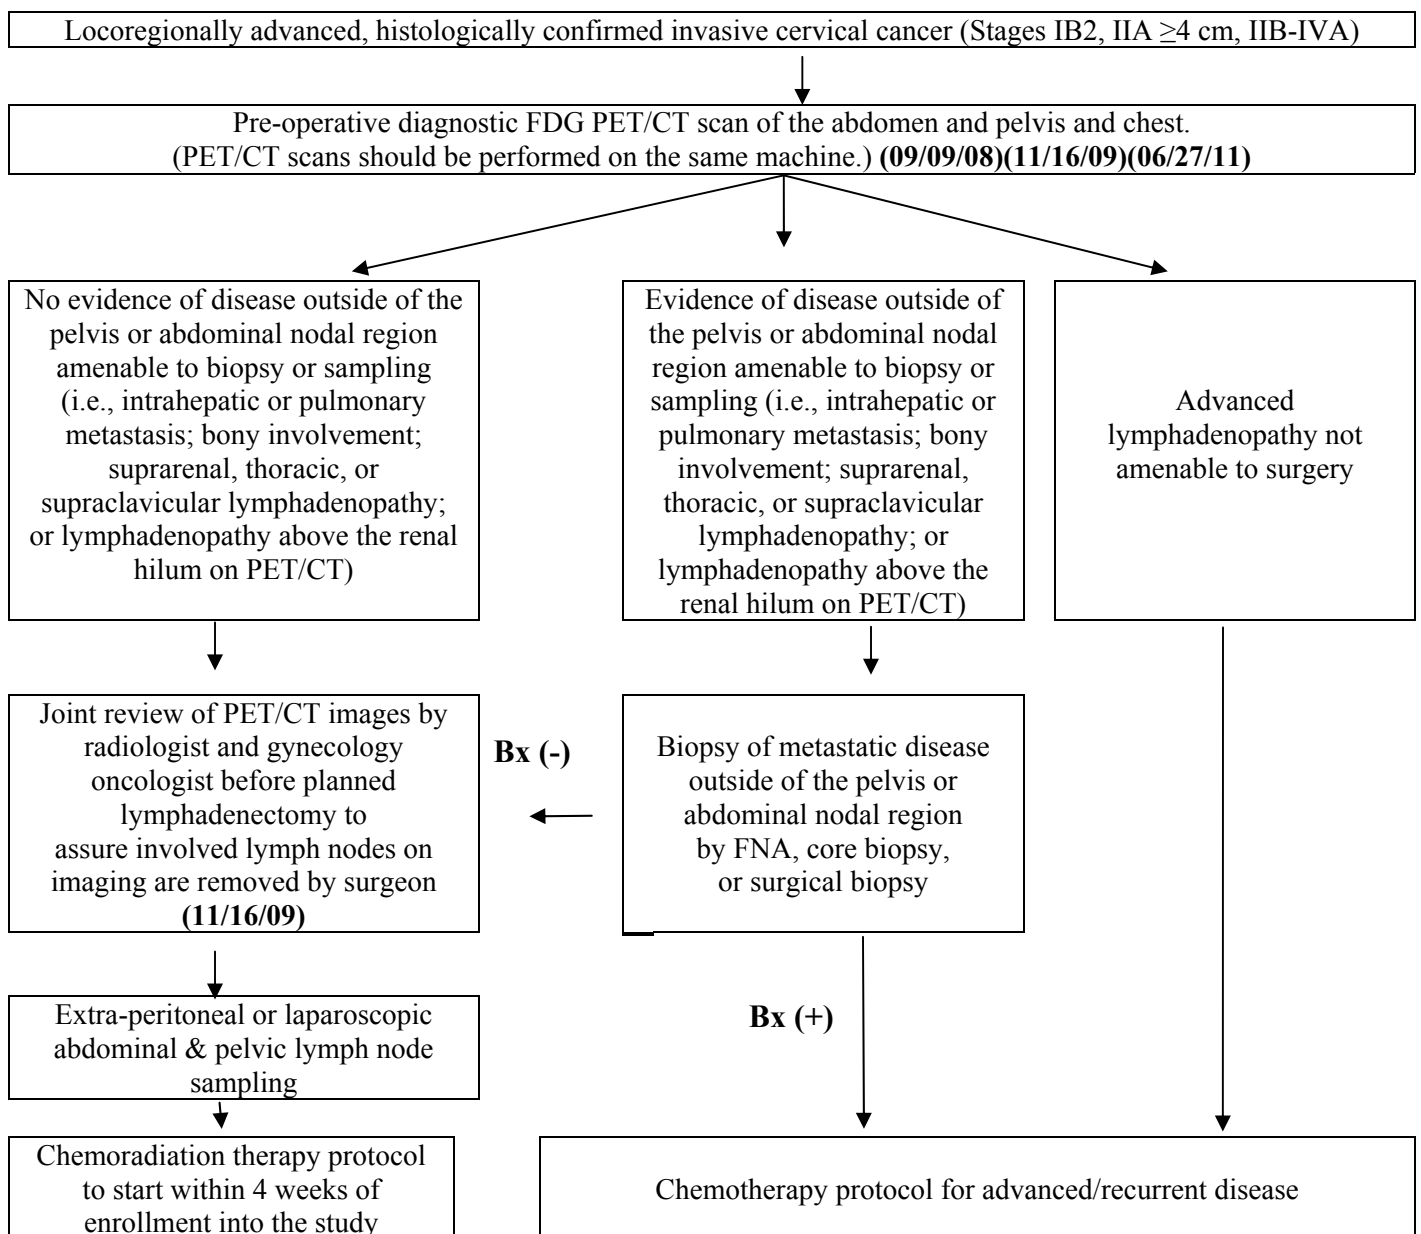 Locoregionally advanced, histologically confirmed invasive cervical cancer (Stages IB2, IIA ≥4 cm, IIB-IVA)
Pre-operative diagnostic FDG PET/CT scan of the abdomen and pelvis and chest.
(PET/CT scans should be performed on the same machine.) (09/09/08)(11/16/09)(06/27/11)
No evidence of disease outside of the
pelvis or abdominal nodal region
amenable to biopsy or sampling
(i.e., intrahepatic or pulmonary
metastasis; bony involvement;
suprarenal, thoracic, or
supraclavicular lymphadenopathy;
or lymphadenopathy above the renal
hilum on PET/CT)
Evidence of disease outside of
the pelvis or abdominal nodal
region amenable to biopsy or
sampling (i.e., intrahepatic or
pulmonary metastasis; bony
involvement; suprarenal,
thoracic, or supraclavicular
lymphadenopathy; or
lymphadenopathy above the
renal hilum on PET/CT)
Advanced
lymphadenopathy not
amenable to surgery
Joint review of PET/CT images by
radiologist and gynecology
oncologist before planned
lymphadenectomy to
assure involved lymph nodes on
imaging are removed by surgeon
(11/16/09)
Bx (-)
Biopsy of metastatic disease
outside of the pelvis or
abdominal nodal region
by FNA, core biopsy,
or surgical biopsy
Extra-peritoneal or laparoscopic
abdominal & pelvic lymph node
sampling
Bx (+)
Chemoradiation therapy protocol
to start within 4 weeks of
enrollment into the study
Chemotherapy protocol for advanced/recurrent disease